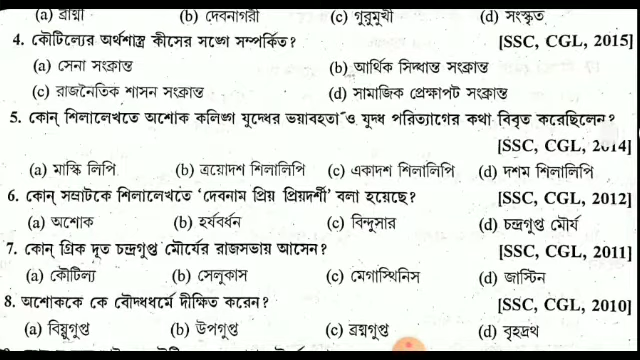 (a) ব্রাহ্মী (b) দেবনাগরী (c) গুরুমুখী (d) সংস্কৃত
4. কৌটিল্যের অর্থশাস্ত্র কীসের সঙ্গে সম্পর্কিত? [SSC, CGL, 2015]
(a) সেনা সংক্রান্ত (b) আর্থিক সিদ্ধান্ত সংক্রান্ত
(c) রাজনৈতিক শাসন সংক্রান্ত (d) সামাজিক প্রেক্ষাপট সংক্রান্ত
5. কোন্ শিলালেখতে অশোক কলিঙ্গ যুদ্ধের ভয়াবহতা ও যুদ্ধ পরিত্যাগের কথা বিবৃত করেছিলেন?
[SSC, CGL, 2014]
(a) মাস্কি লিপি (b) ত্রয়োদশ শিলালিপি (c) একাদশ শিলালিপি (d) দশম শিলালিপি
6. কোন্ সম্রাটকে শিলালেখতে ‘দেবনাম প্রিয় প্রিয়দর্শী’ বলা হয়েছে? [SSC, CGL, 2012]
(a) অশোক (b) হর্ষবর্ধন (c) বিন্দুসার (d) চন্দ্রগুপ্ত মৌর্য
7. কোন্ গ্রিক দূত চন্দ্রগুপ্ত মৌর্যের রাজসভায় আসেন? [SSC, CGL, 2011]
(a) কৌটিল্য (b) সেলুকাস (c) মেগাস্থিনিস (d) জাস্টিন
8. অশোককে কে বৌদ্ধধর্মে দীক্ষিত করেন? [SSC, CGL, 2010]
(a) বিষ্ণুগুপ্ত (b) উপগুপ্ত (c) ব্রহ্মগুপ্ত (d) বৃহদ্রথ